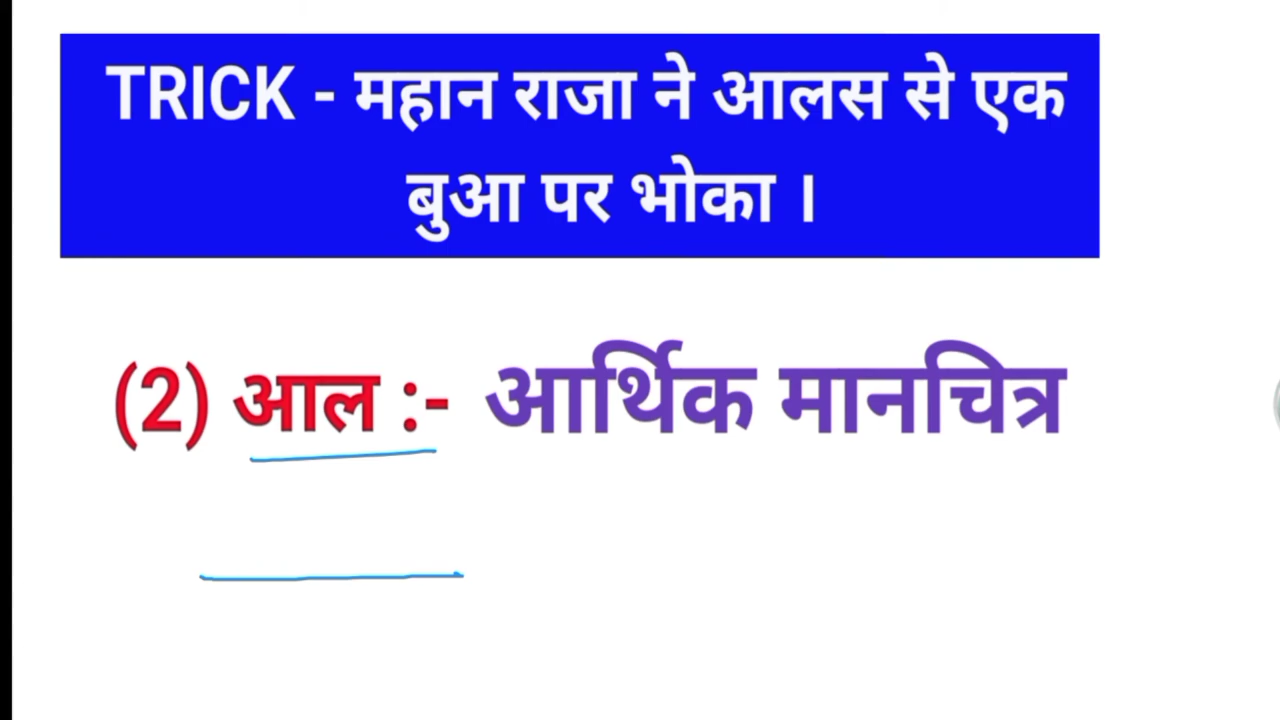 TRICK - महान राजा ने आलस से एक
बुआ पर भोका ।
(2) आल :- आर्थिक मानचित्र